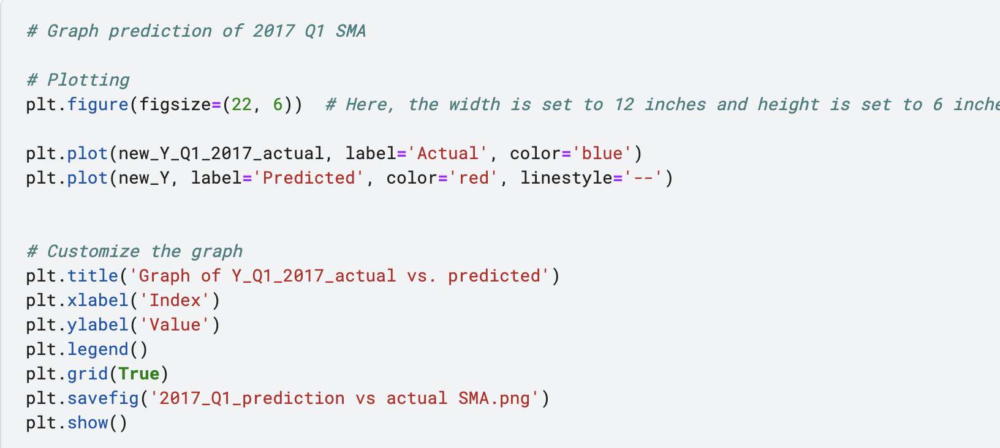 # Graph prediction of 2017 Q1 SMA
# Plotting
plt.figure(figsize=(22, 6))  # Here, the width is set to 12 inches and height is set to 6 inche
plt.plot(new_Y_Q1_2017_actual, label='Actual', color='blue')
plt.plot(new_Y, label='Predicted', color='red', linestyle='--')
# Customize the graph
plt.title('Graph of Y_Q1_2017_actual vs. predicted')
plt.xlabel('Index')
plt.ylabel('Value')
plt.legend()
plt.grid(True)
plt.savefig('2017_Q1_prediction vs actual SMA.png')
plt.show()